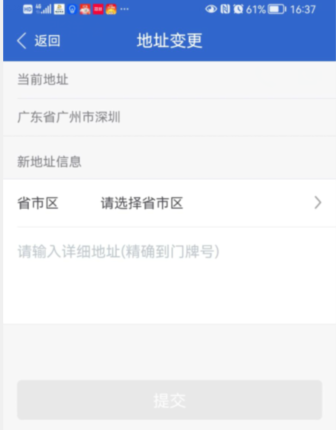 61% 16:37
返回 地址变更
当前地址
广东省广州市深圳
新地址信息
省市区 请选择省市区
请输入详细地址(精确到门牌号)
提交